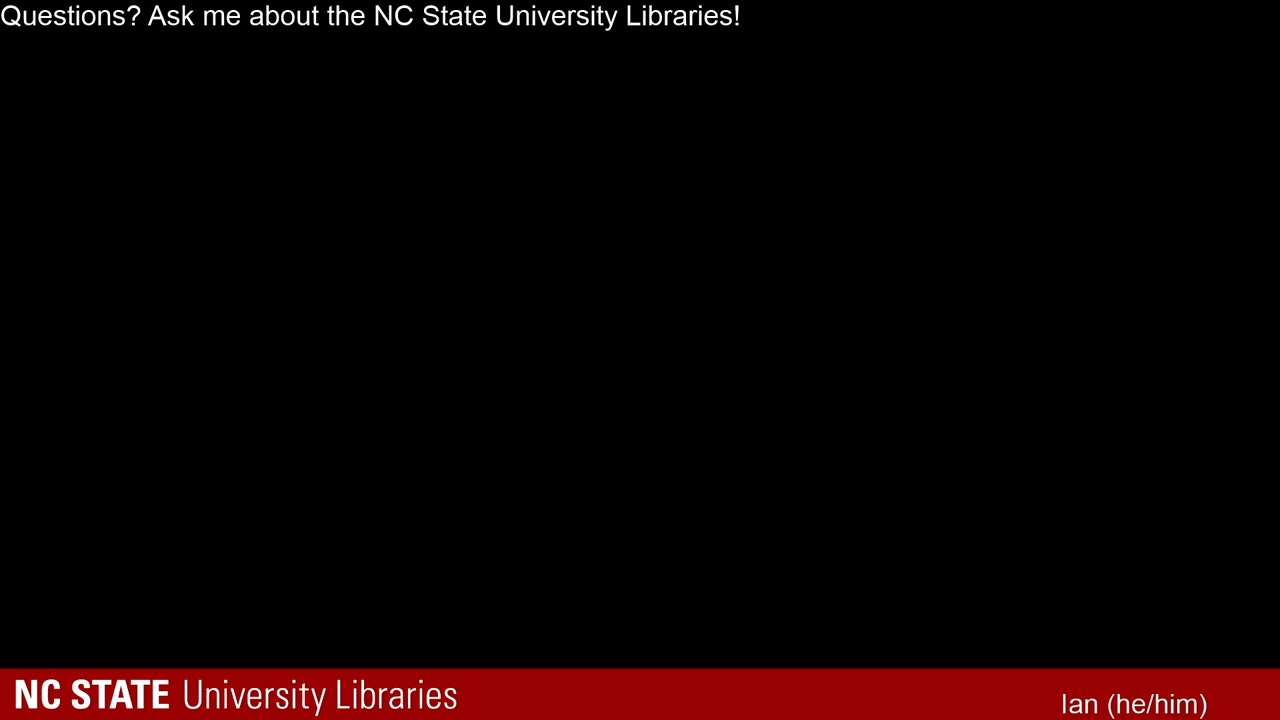 Questions? Ask me about the NC State University Libraries!
NC STATE University Libraries
Ian (he/him)